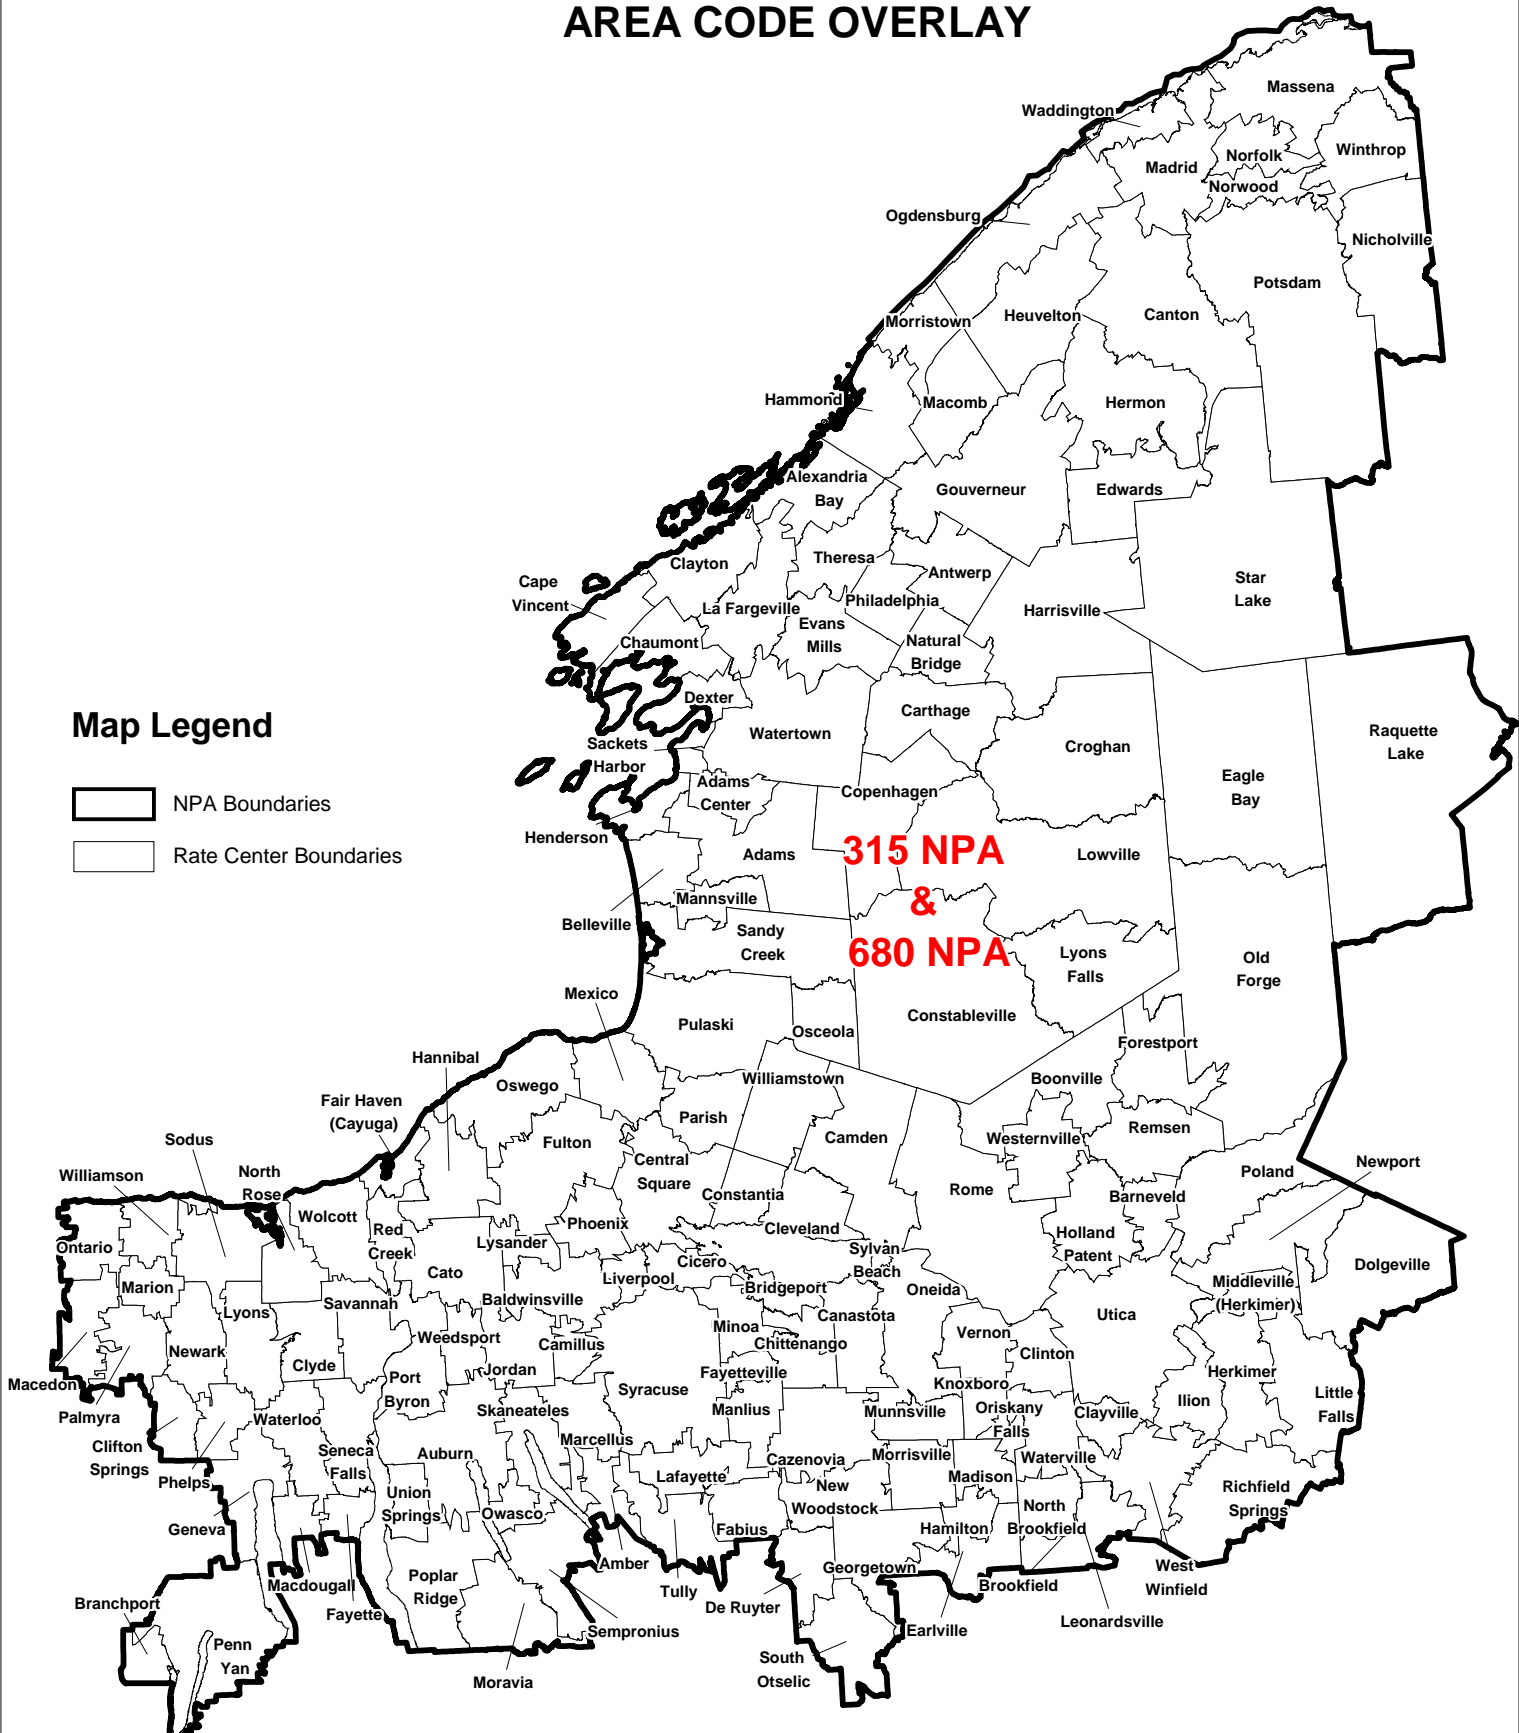 AREA CODE OVERLAY
Massena
Waddington
Winthrop
Norfolk
Madrid
Norwood
Ogdensburg
Nicholville
Potsdam
Morristown
Heuvelton
Canton
Hammond
Macomb
Hermon
Alexandria
Bay
Gouverneur
Edwards
Clayton
Theresa
Antwerp
Cape
Vincent
Star
Lake
La Fargeville
Philadelphia
Harrisville
Evans
Mills
Chaumont
Natural
Bridge
Dexter
Map Legend
Carthage
Watertown
Raquette
Lake
Sackets
Harbor
Croghan
Adams
Center
Eagle
Bay
Copenhagen
NPA Boundaries
Henderson
315 NPA
&
680 NPA
Adams
Lowville
Rate Center Boundaries
Mannsville
Belleville
Sandy
Creek
Lyons
Falls
Old
Forge
Mexico
Constableville
Pulaski
Osceola
Forestport
Hannibal
Williamstown
Boonville
Oswego
Fair Haven
(Cayuga)
Parish
Remsen
Sodus
Fulton
Camden
Westernville
Central
Square
Williamson
North
Rose
Poland
Newport
Rome
Constantia
Barneveld
Wolcott
Phoenix
Red
Creek
Cleveland
Holland
Patent
Ontario
Lysander
Sylvan
Beach
Cicero
Dolgeville
Cato
Liverpool
Marion
Bridgeport
Oneida
Middleville
(Herkimer)
Savannah
Baldwinsville
Lyons
Canastota
Utica
Minoa
Weedsport
Camillus
Vernon
Chittenango
Newark
Clinton
Clyde
Jordan
Fayetteville
Herkimer
Macedon
Port
Byron
Syracuse
Knoxboro
Little
Falls
Ilion
Palmyra
Waterloo
Skaneateles
Manlius
Munnsville
Oriskany
Falls
Clayville
Clifton
Springs
Marcellus
Seneca
Falls
Auburn
Cazenovia
Morrisville
Waterville
Phelps
Lafayette
Madison
New
Woodstock
Richfield
Springs
Union
Springs
Owasco
North
Brookfield
Geneva
Fabius
Hamilton
Amber
Georgetown
West
Winfield
Poplar
Ridge
Macdougall
Tully
Brookfield
Branchport
Fayette
De Ruyter
Leonardsville
Sempronius
Earlville
Penn
Yan
South
Otselic
Moravia